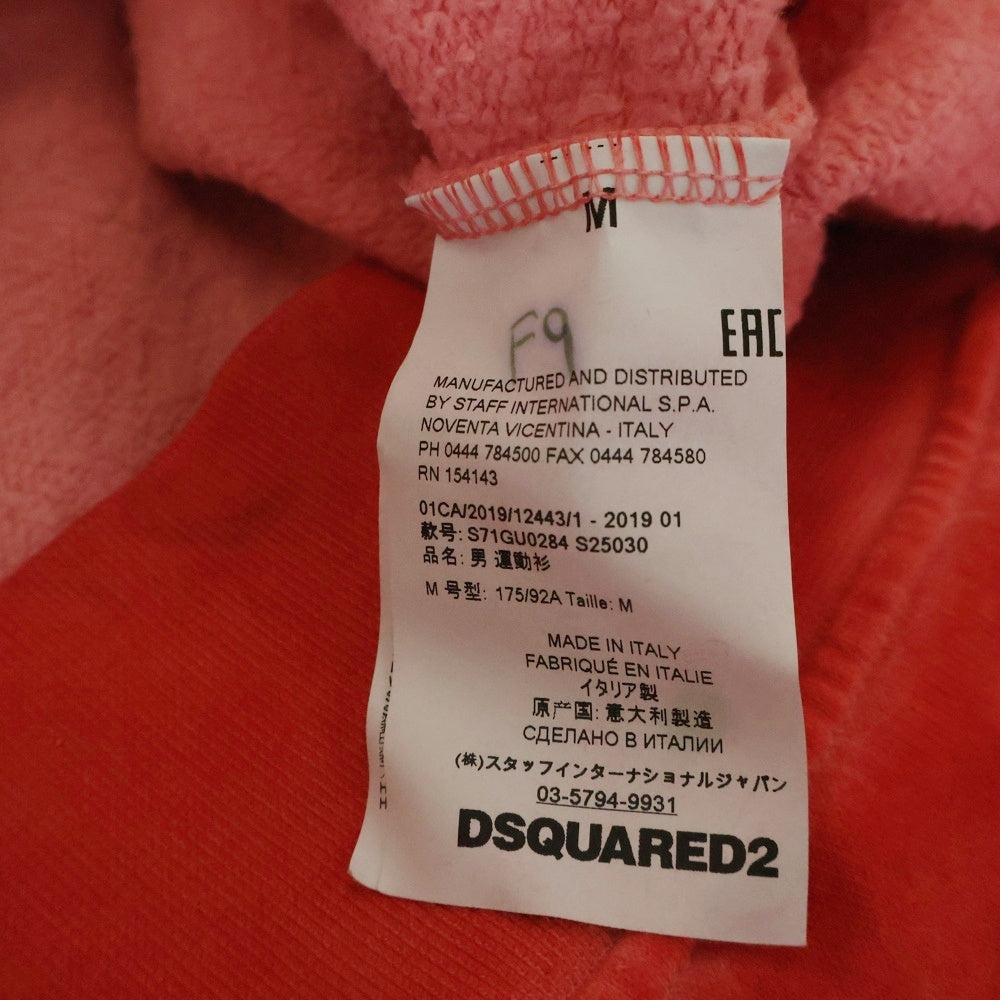 M
F9
EAC
MANUFACTURED AND DISTRIBUTED
BY STAFF INTERNATIONAL S.P.A.
NOVENTA VICENTINA - ITALY
PH 0444 784500 FAX 0444 784580
RN 154143
01CA/2019/12443/1 - 2019 01
款号: S71GU0284 S25030
品名: 男 運動衫
M 号型: 175/92A Taille: M
MADE IN ITALY
FABRIQUÉ EN ITALIE
イタリア製
原产国: 意大利製造
СДЕЛАНО В ИТАЛИИ
(株)スタッフインターナショナルジャパン
03-5794-9931
DSQUARED2